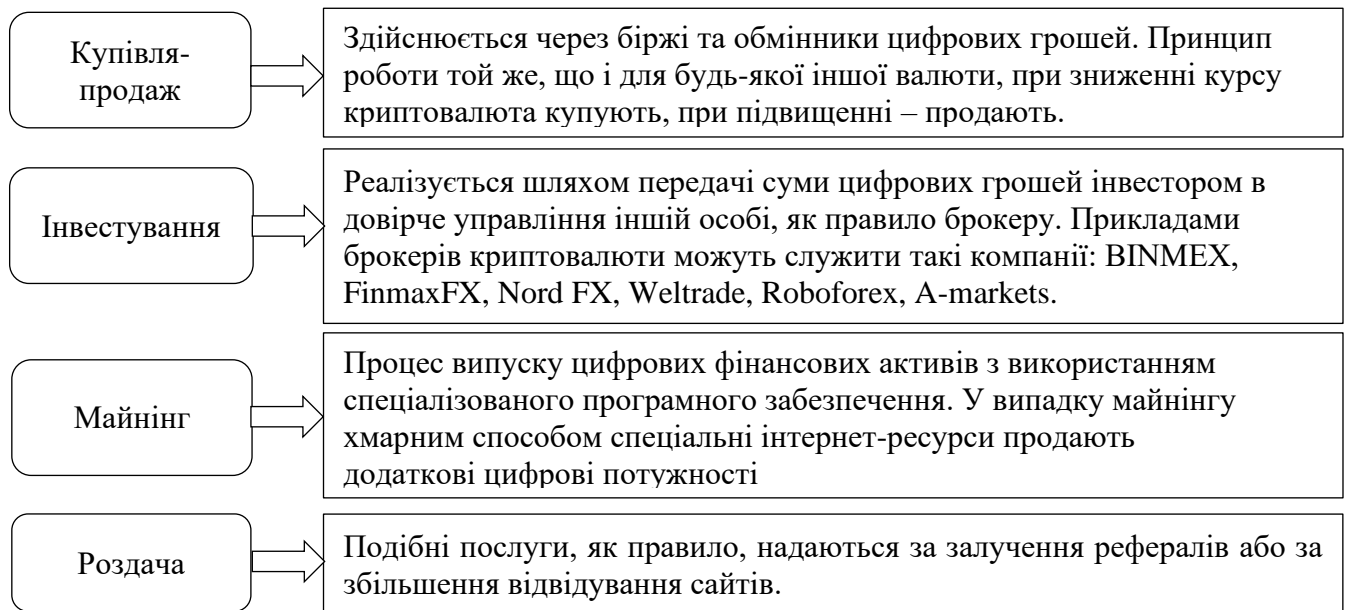 Купівля-
продаж
Здійснюється через біржі та обмінники цифрових грошей. Принцип
роботи той же, що і для будь-якої іншої валюти, при зниженні курсу
криптовалюта купують, при підвищенні – продають.
Інвестування
Реалізується шляхом передачі суми цифрових грошей інвестором в
довірче управління іншій особі, як правило брокеру. Прикладами
брокерів криптовалюти можуть служити такі компанії: BINMEX,
FinmaxFX, Nord FX, Weltrade, Roboforex, A-markets.
Майнінг
Процес випуску цифрових фінансових активів з використанням
спеціалізованого програмного забезпечення. У випадку майнінгу
хмарним способом спеціальні інтернет-ресурси продають
додаткові цифрові потужності
Роздача
Подібні послуги, як правило, надаються за залучення рефералів або за
збільшення відвідування сайтів.